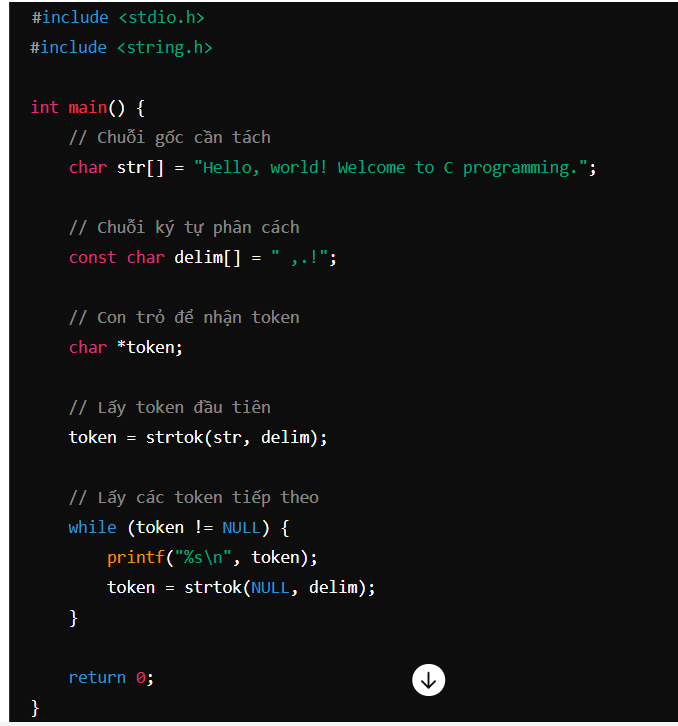 #include <stdio.h>
#include <string.h>
int main() {
    // Chuỗi gốc cần tách
    char str[] = "Hello, world! Welcome to C programming.";
    // Chuỗi ký tự phân cách
    const char delim[] = " ,.!";
    // Con trỏ để nhận token
    char *token;
    // Lấy token đầu tiên
    token = strtok(str, delim);
    // Lấy các token tiếp theo
    while (token != NULL) {
        printf("%s\n", token);
        token = strtok(NULL, delim);
    }
    return 0;
}